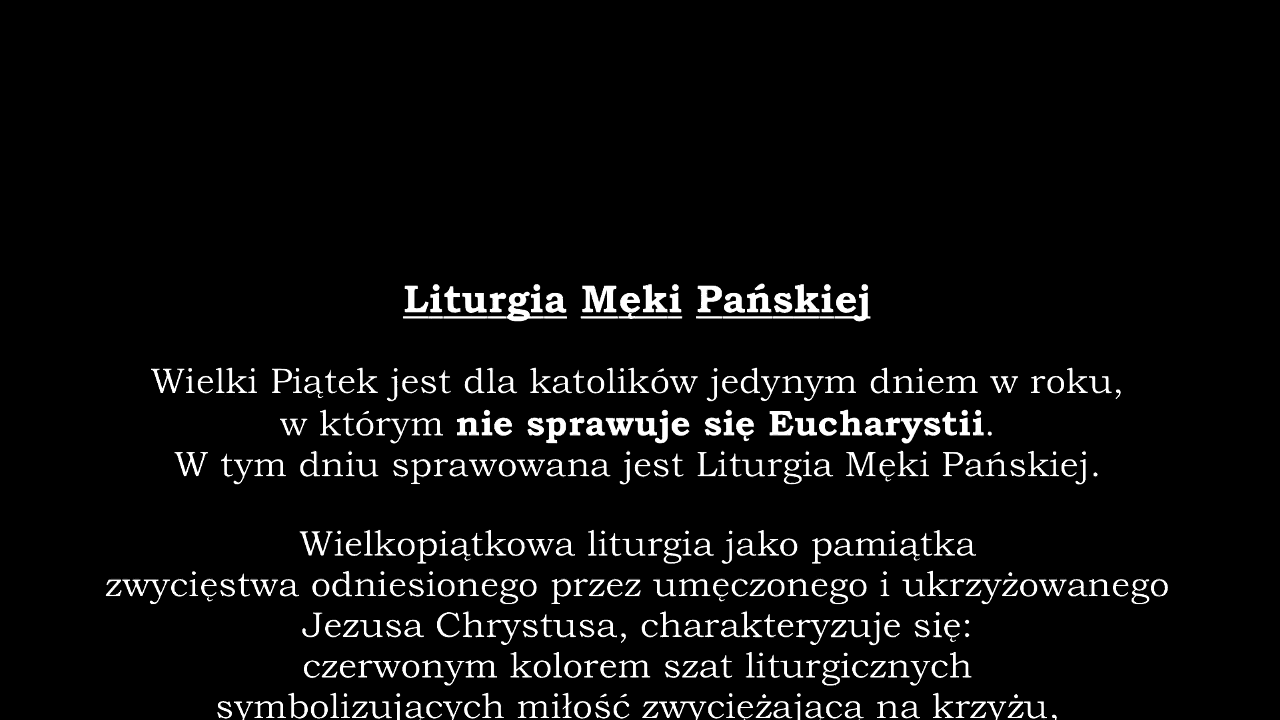 Liturgia Męki Pańskiej
Wielki Piątek jest dla katolików jedynym dniem w roku,
w którym nie sprawuje się Eucharystii.
W tym dniu sprawowana jest Liturgia Męki Pańskiej.
Wielkopiątkowa liturgia jako pamiątka
zwycięstwa odniesionego przez umęczonego i ukrzyżowanego
Jezusa Chrystusa, charakteryzuje się:
czerwonym kolorem szat liturgicznych
symbolizujących miłość zwyciężającą na krzyżu,